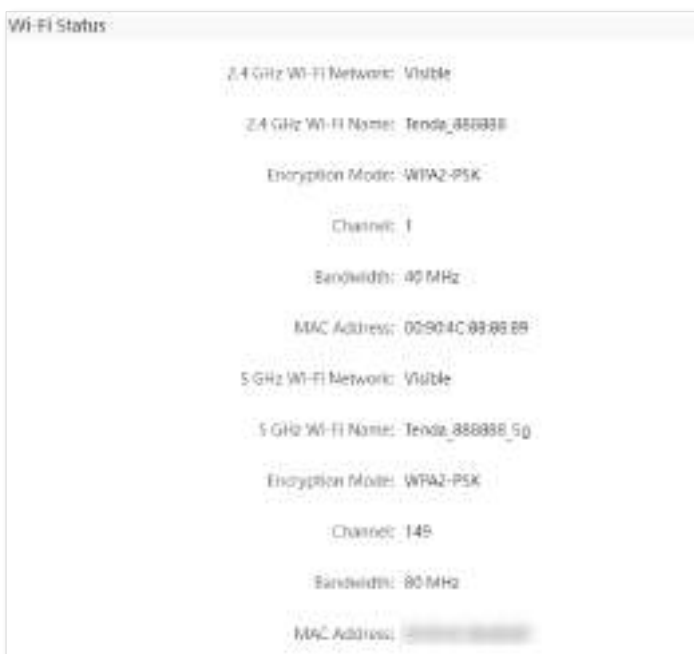 Wi-Fi Status
2.4 GHz Wi-Fi Network: Visible
2.4 GHz Wi-Fi Name: Tenda_888888
Encryption Mode: WPA2-PSK
Channel: 1
Bandwidth: 40 MHz
MAC Address: 00:90:4C:88:88:89
5 GHz Wi-Fi Network: Visible
5 GHz Wi-Fi Name: Tenda_888888_5g
Encryption Mode: WPA2-PSK
Channel: 149
Bandwidth: 80 MHz
MAC Address: